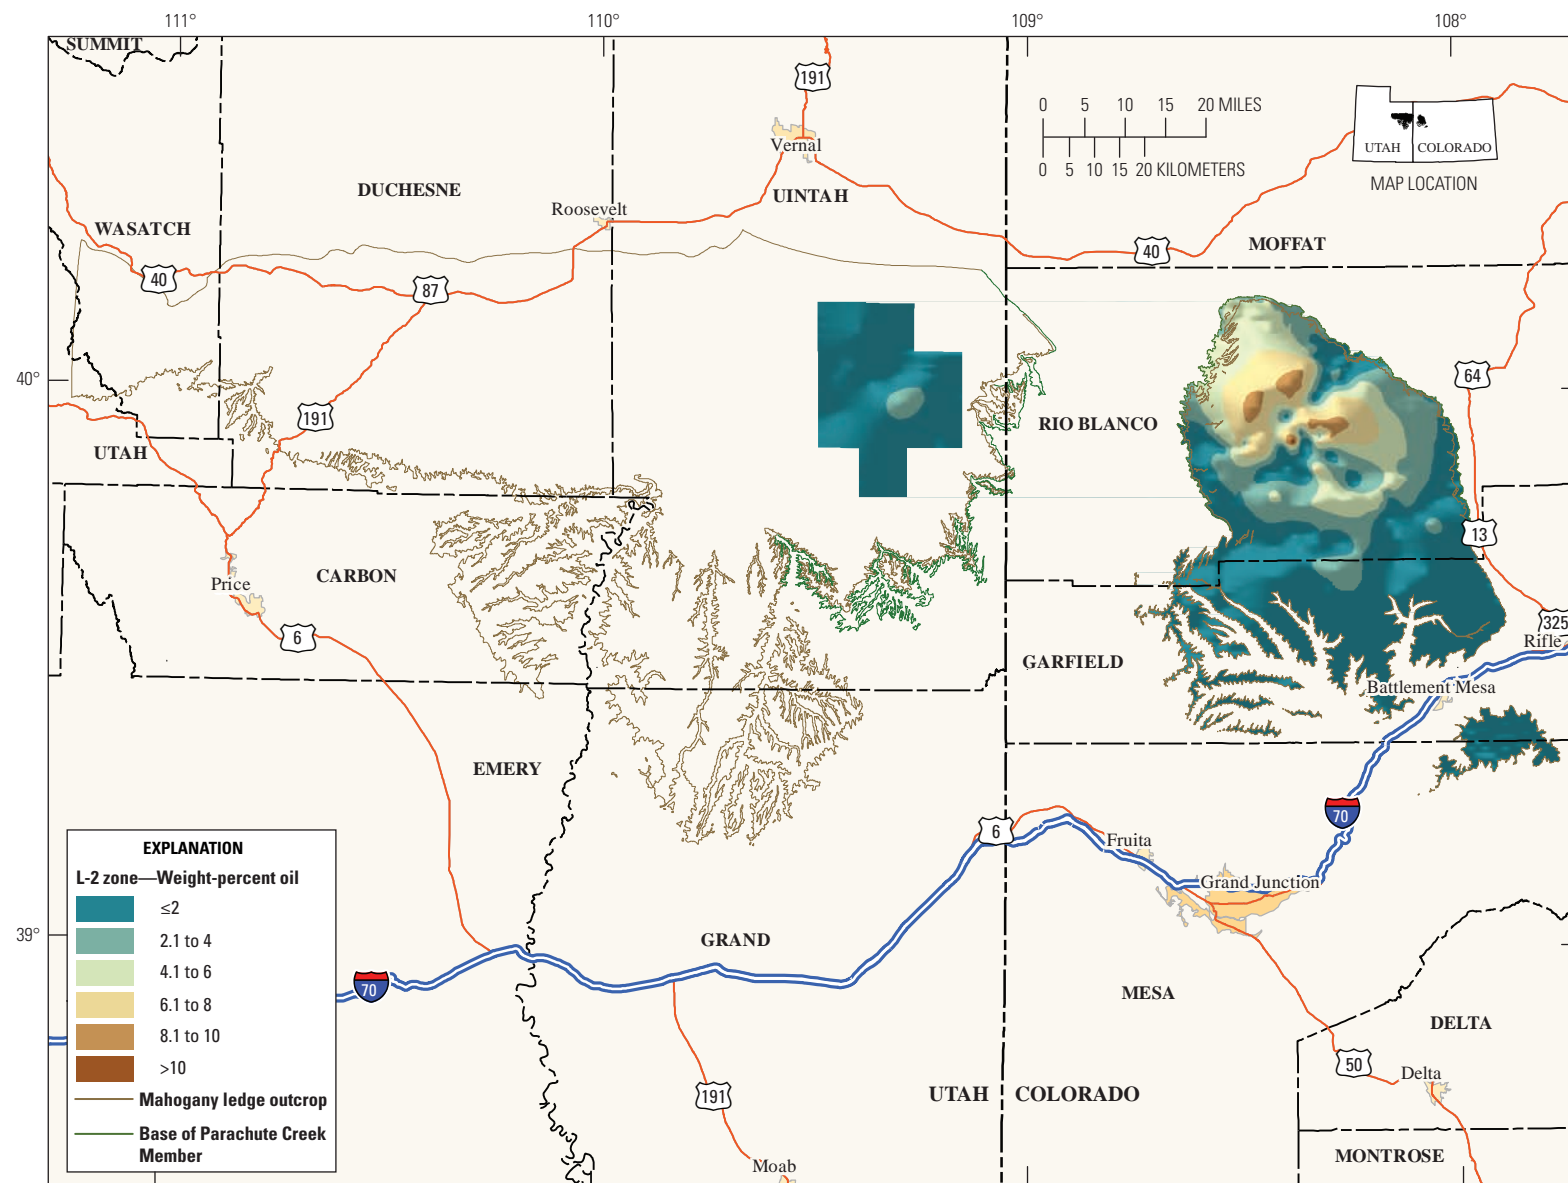 111°
110°
109°
108°
SUMMIT
191
0 5 10 15 20 MILES
0 5 10 15 20 KILOMETERS
UTAH
COLORADO
MAP LOCATION
Vernal
DUCHESNE
UINTAH
Roosevelt
WASATCH
MOFFAT
40
40
87
40°
64
191
RIO BLANCO
UTAH
13
CARBON
Price
6
325
Rifle
GARFIELD
Battlement Mesa
EMERY
70
6
Fruita
Grand Junction
EXPLANATION
L-2 zone—Weight-percent oil
≤2
2.1 to 4
4.1 to 6
6.1 to 8
8.1 to 10
>10
Mahogany ledge outcrop
Base of Parachute Creek
Member
39°
GRAND
70
MESA
DELTA
50
Delta
191
UTAH
COLORADO
MONTROSE
Moab